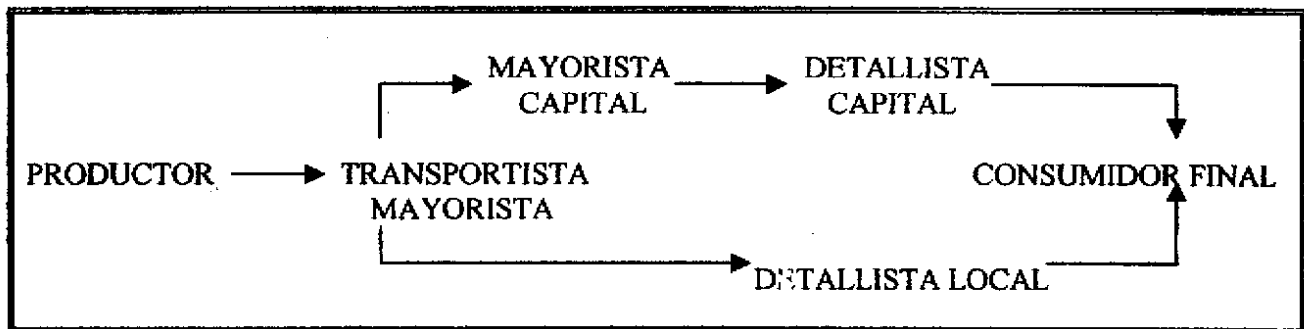 MAYORISTA
CAPITAL
DETALLISTA
CAPITAL
PRODUCTOR
TRANSPORTISTA
MAYORISTA
CONSUMIDOR FINAL
DETALLISTA LOCAL